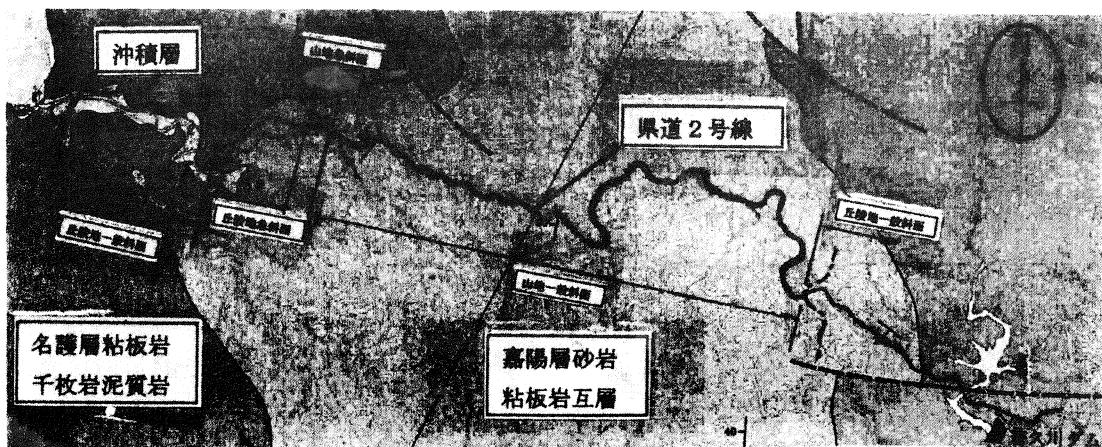 沖積層
山地急斜面
県道2号線
丘陵地一般斜面
丘陵地急斜面
丘陵地一般斜面
山地一般斜面
名護層粘板岩
千枚岩泥質岩
嘉陽層砂岩
粘板岩互層